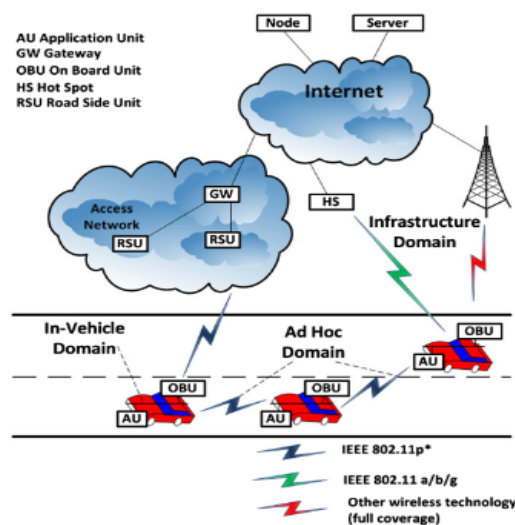 AU Application Unit
GW Gateway
OBU On Board Unit
HS Hot Spot
RSU Road Side Unit
Node
Server
Internet
GW
Access
Network
RSU
RSU
HS
Infrastructure
Domain
In-Vehicle
Domain
Ad Hoc
Domain
OBU
AU
OBU
AU
OBU
AU
IEEE 802.11p*
IEEE 802.11 a/b/g
Other wireless technology
(full coverage)